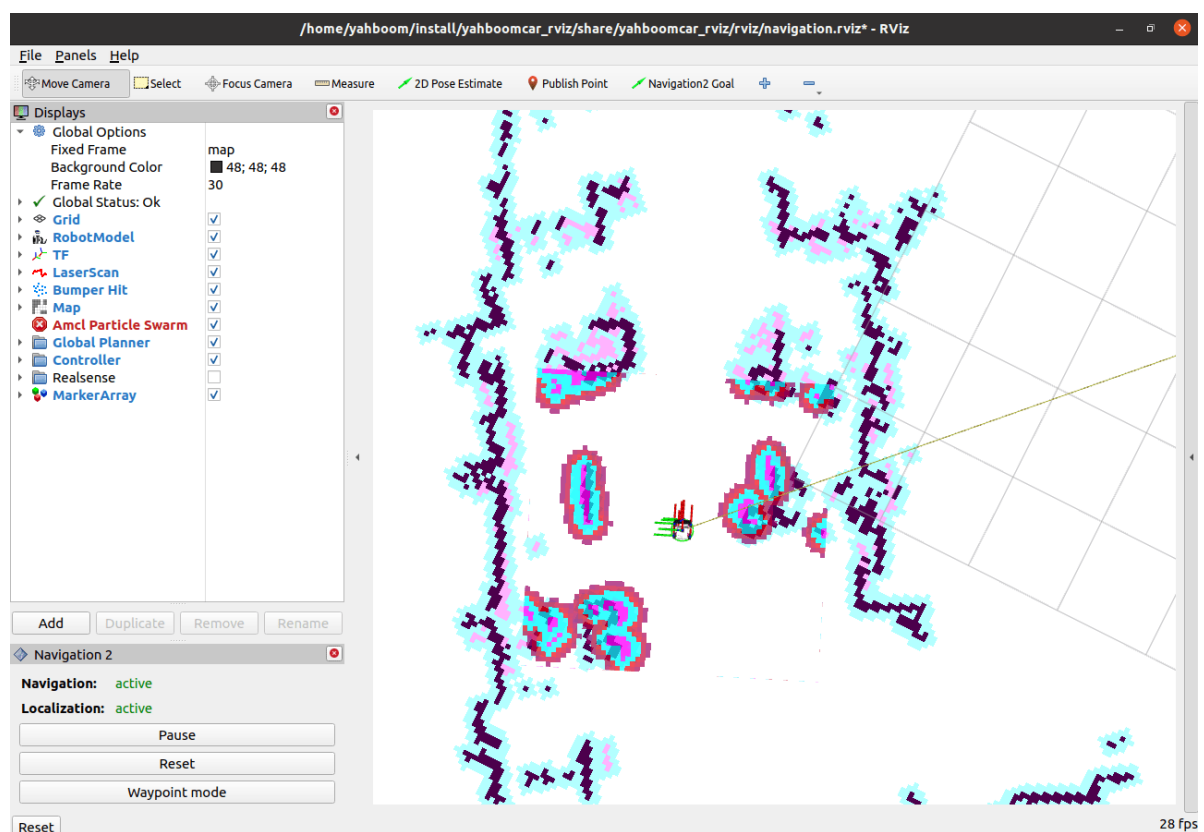 /home/yahboom/install/yahboomcar_rviz/share/yahboomcar_rviz/rviz/navigation.rviz* - RViz
File Panels Help
Move Camera Select Focus Camera Measure 2D Pose Estimate Publish Point Navigation2 Goal
Displays
Global Options
Fixed Frame map
Background Color 48; 48; 48
Frame Rate 30
Global Status: Ok
Grid
RobotModel
TF
LaserScan
Bumper Hit
Map
Amcl Particle Swarm
Global Planner
Controller
Realsense
MarkerArray
Add Duplicate Remove Rename
Navigation 2
Navigation: active
Localization: active
Pause
Reset
Waypoint mode
Reset 28 fps